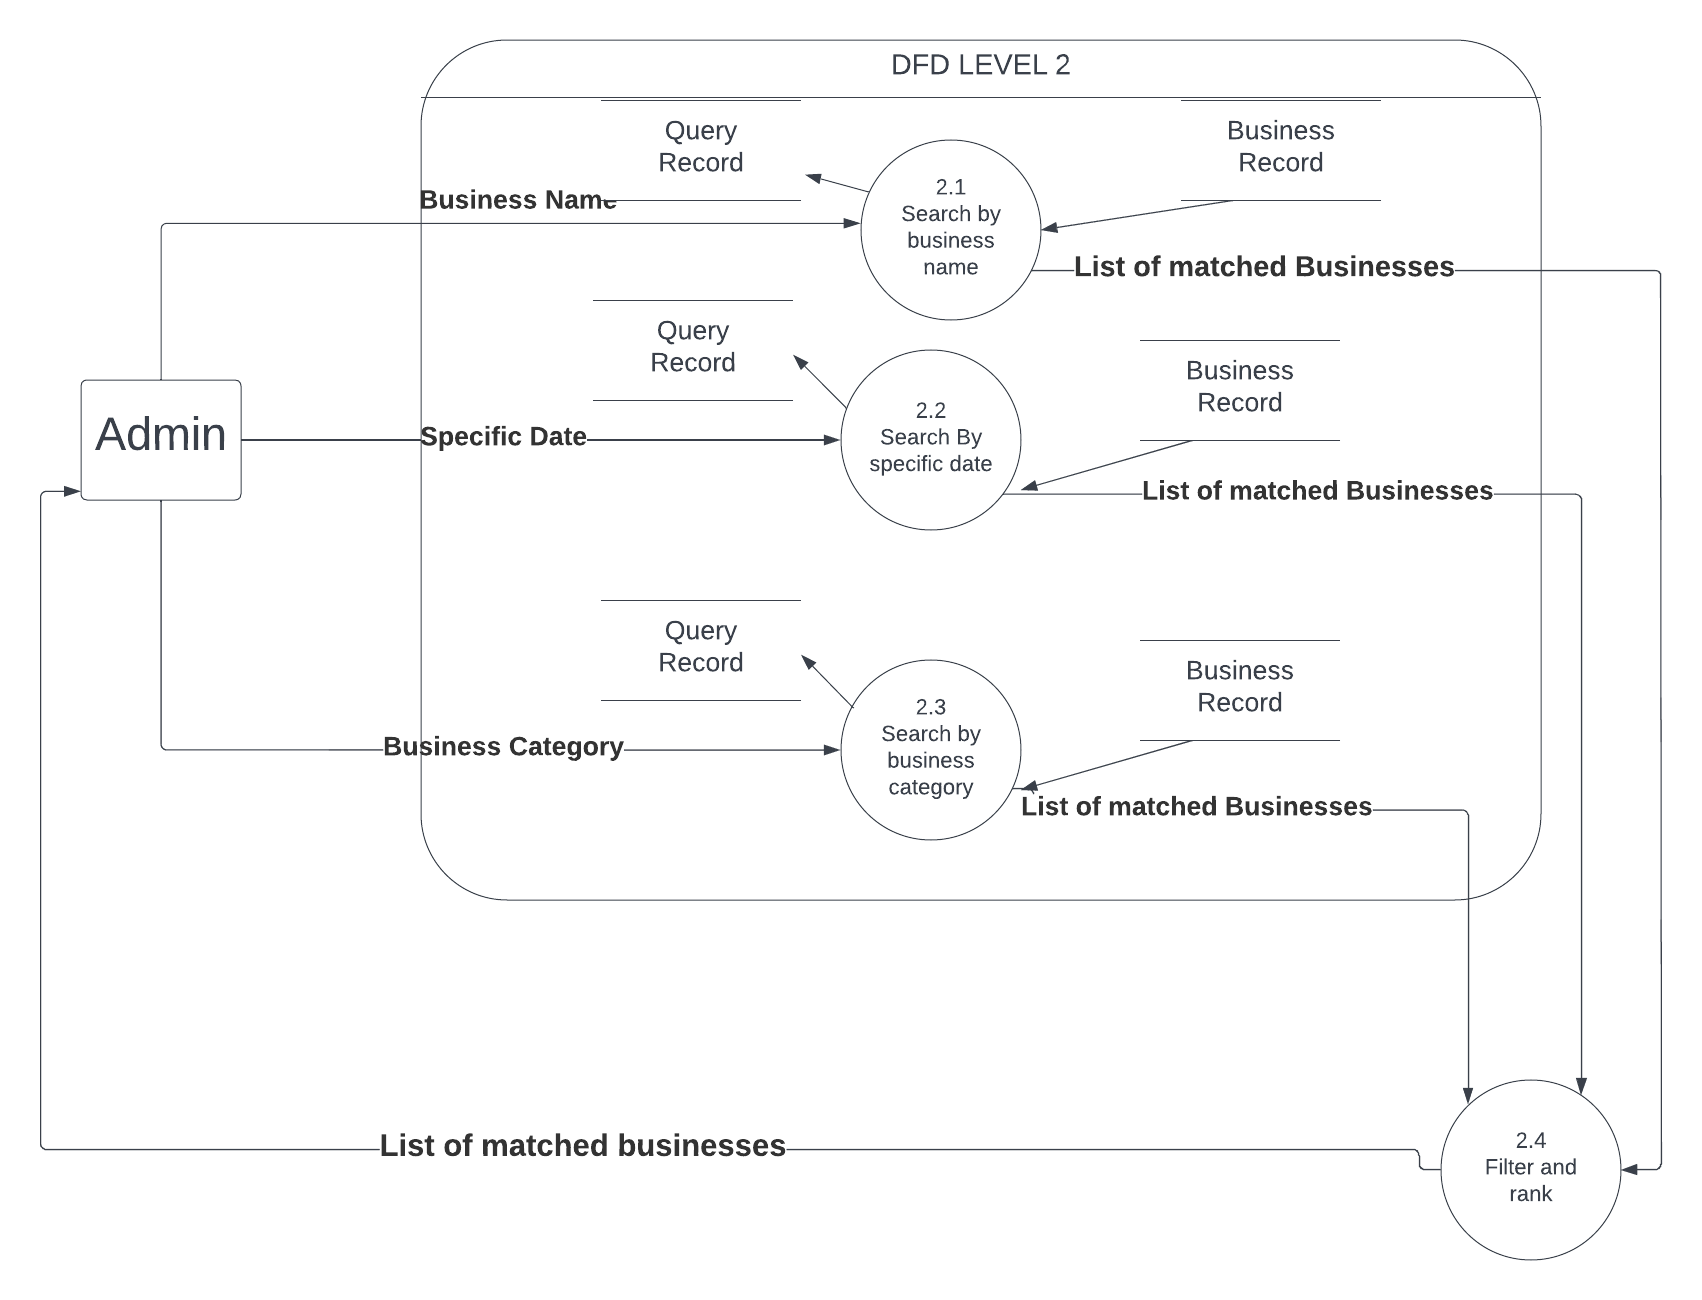 DFD LEVEL 2
Query
Record
Business
Record
2.1
Search by
business
name
Business Name
List of matched Businesses
Query
Record
Business
Record
2.2
Search By
specific date
Admin
Specific Date
List of matched Businesses
Query
Record
Business
Record
2.3
Search by
business
category
Business Category
List of matched Businesses
List of matched businesses
2.4
Filter and
rank